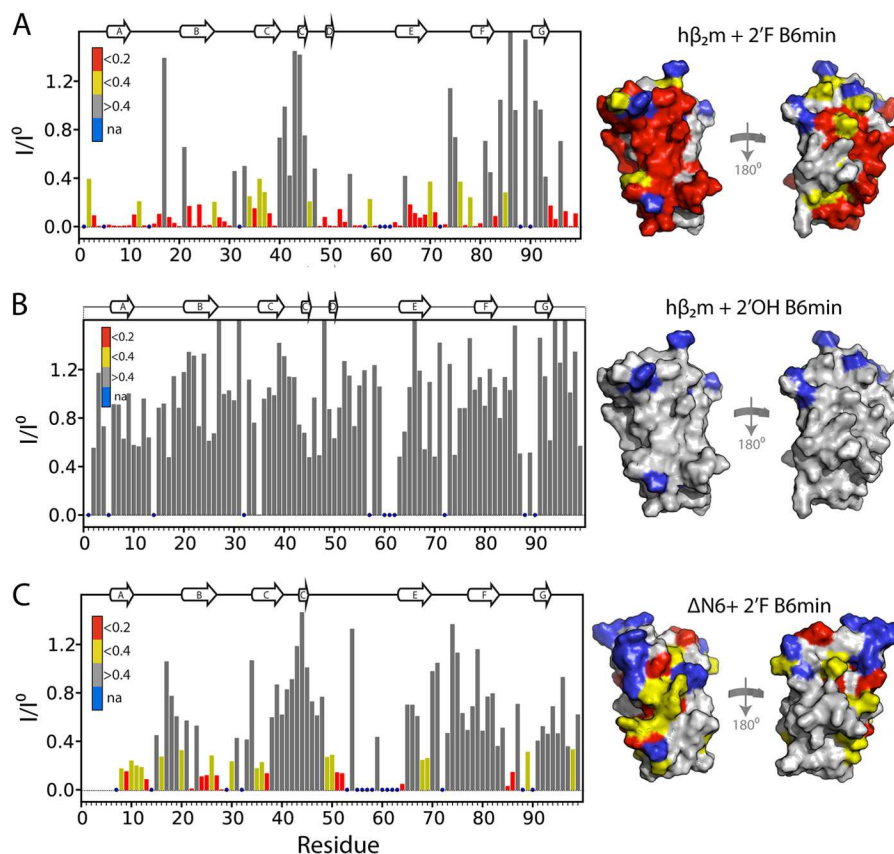 A
A B C C' D E F G
hβ₂m + 2'F B6min
<0.2
<0.4
>0.4
na
I/I⁰
1.2
0.8
0.4
0.0
0 10 20 30 40 50 60 70 80 90
180⁰
B
A B C C' D E F G
hβ₂m + 2'OH B6min
<0.2
<0.4
>0.4
na
I/I⁰
1.2
0.8
0.4
0.0
0 10 20 30 40 50 60 70 80 90
180⁰
C
A B C C' E F G
ΔN6+ 2'F B6min
<0.2
<0.4
>0.4
na
I/I⁰
1.2
0.8
0.4
0.0
0 10 20 30 40 50 60 70 80 90
180⁰
Residue